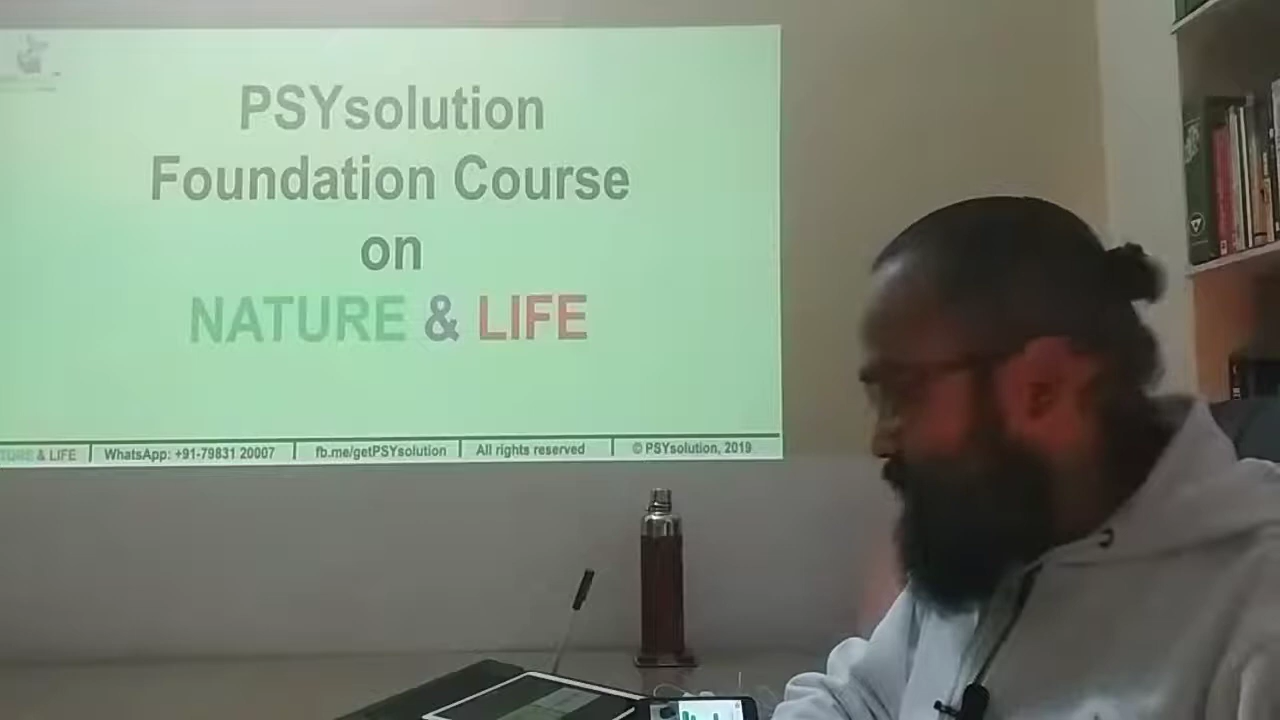 PSYsolution
Foundation Course
on
NATURE & LIFE
TURE & LIFE
WhatsApp: +91-79831 20007
fb.me/getPSYsolution
All rights reserved
© PSYsolution, 2019